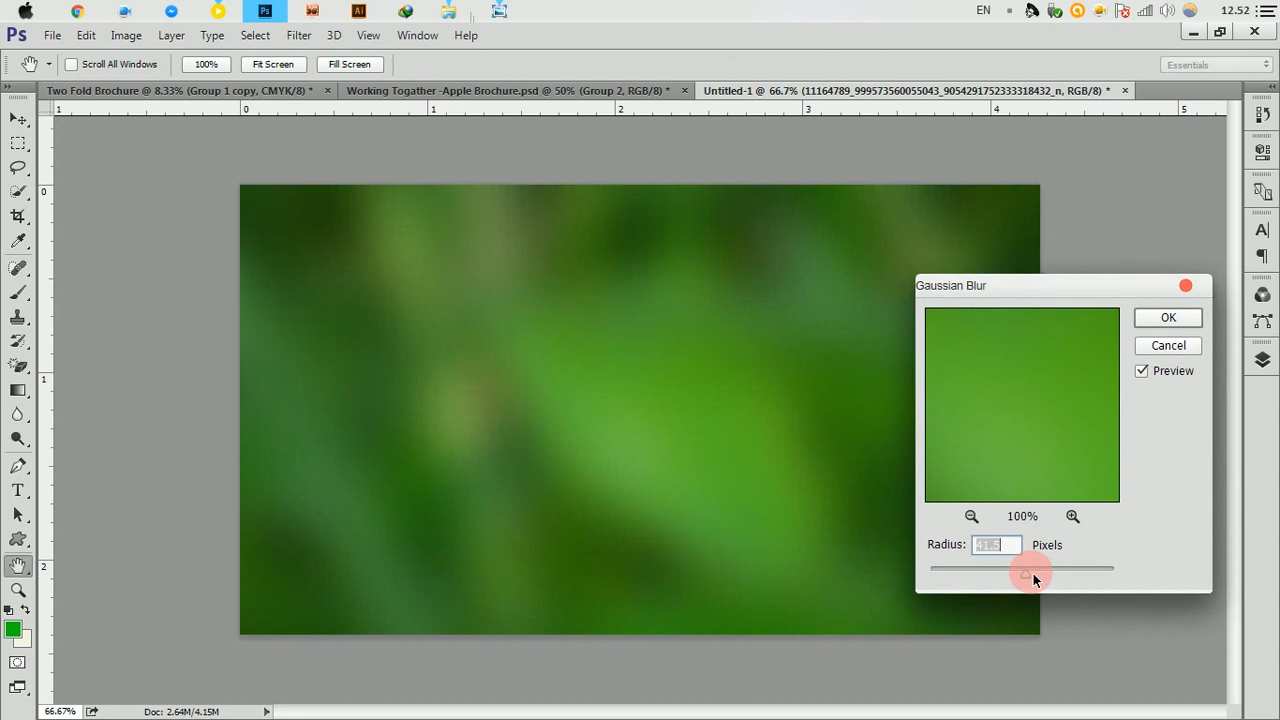 EN
12.52
Ps
File Edit Image Layer Type Select Filter 3D View Window Help
Scroll All Windows 100% Fit Screen Fill Screen Essentials
Two Fold Brochure @ 8.33% (Group 1 copy, CMYK/8) *
Working Togather -Apple Brochure.psd @ 50% (Group 2, RGB/8) *
Untitled-1 @ 66.7% (11164789_999573560055043_9054291752333318432_n, RGB/8) *
1 0 1 2 3 4 5
0
1
2
Gaussian Blur
OK
Cancel
Preview
100%
Radius: 41.5 Pixels
66.67% Doc: 2.64M/4.15M